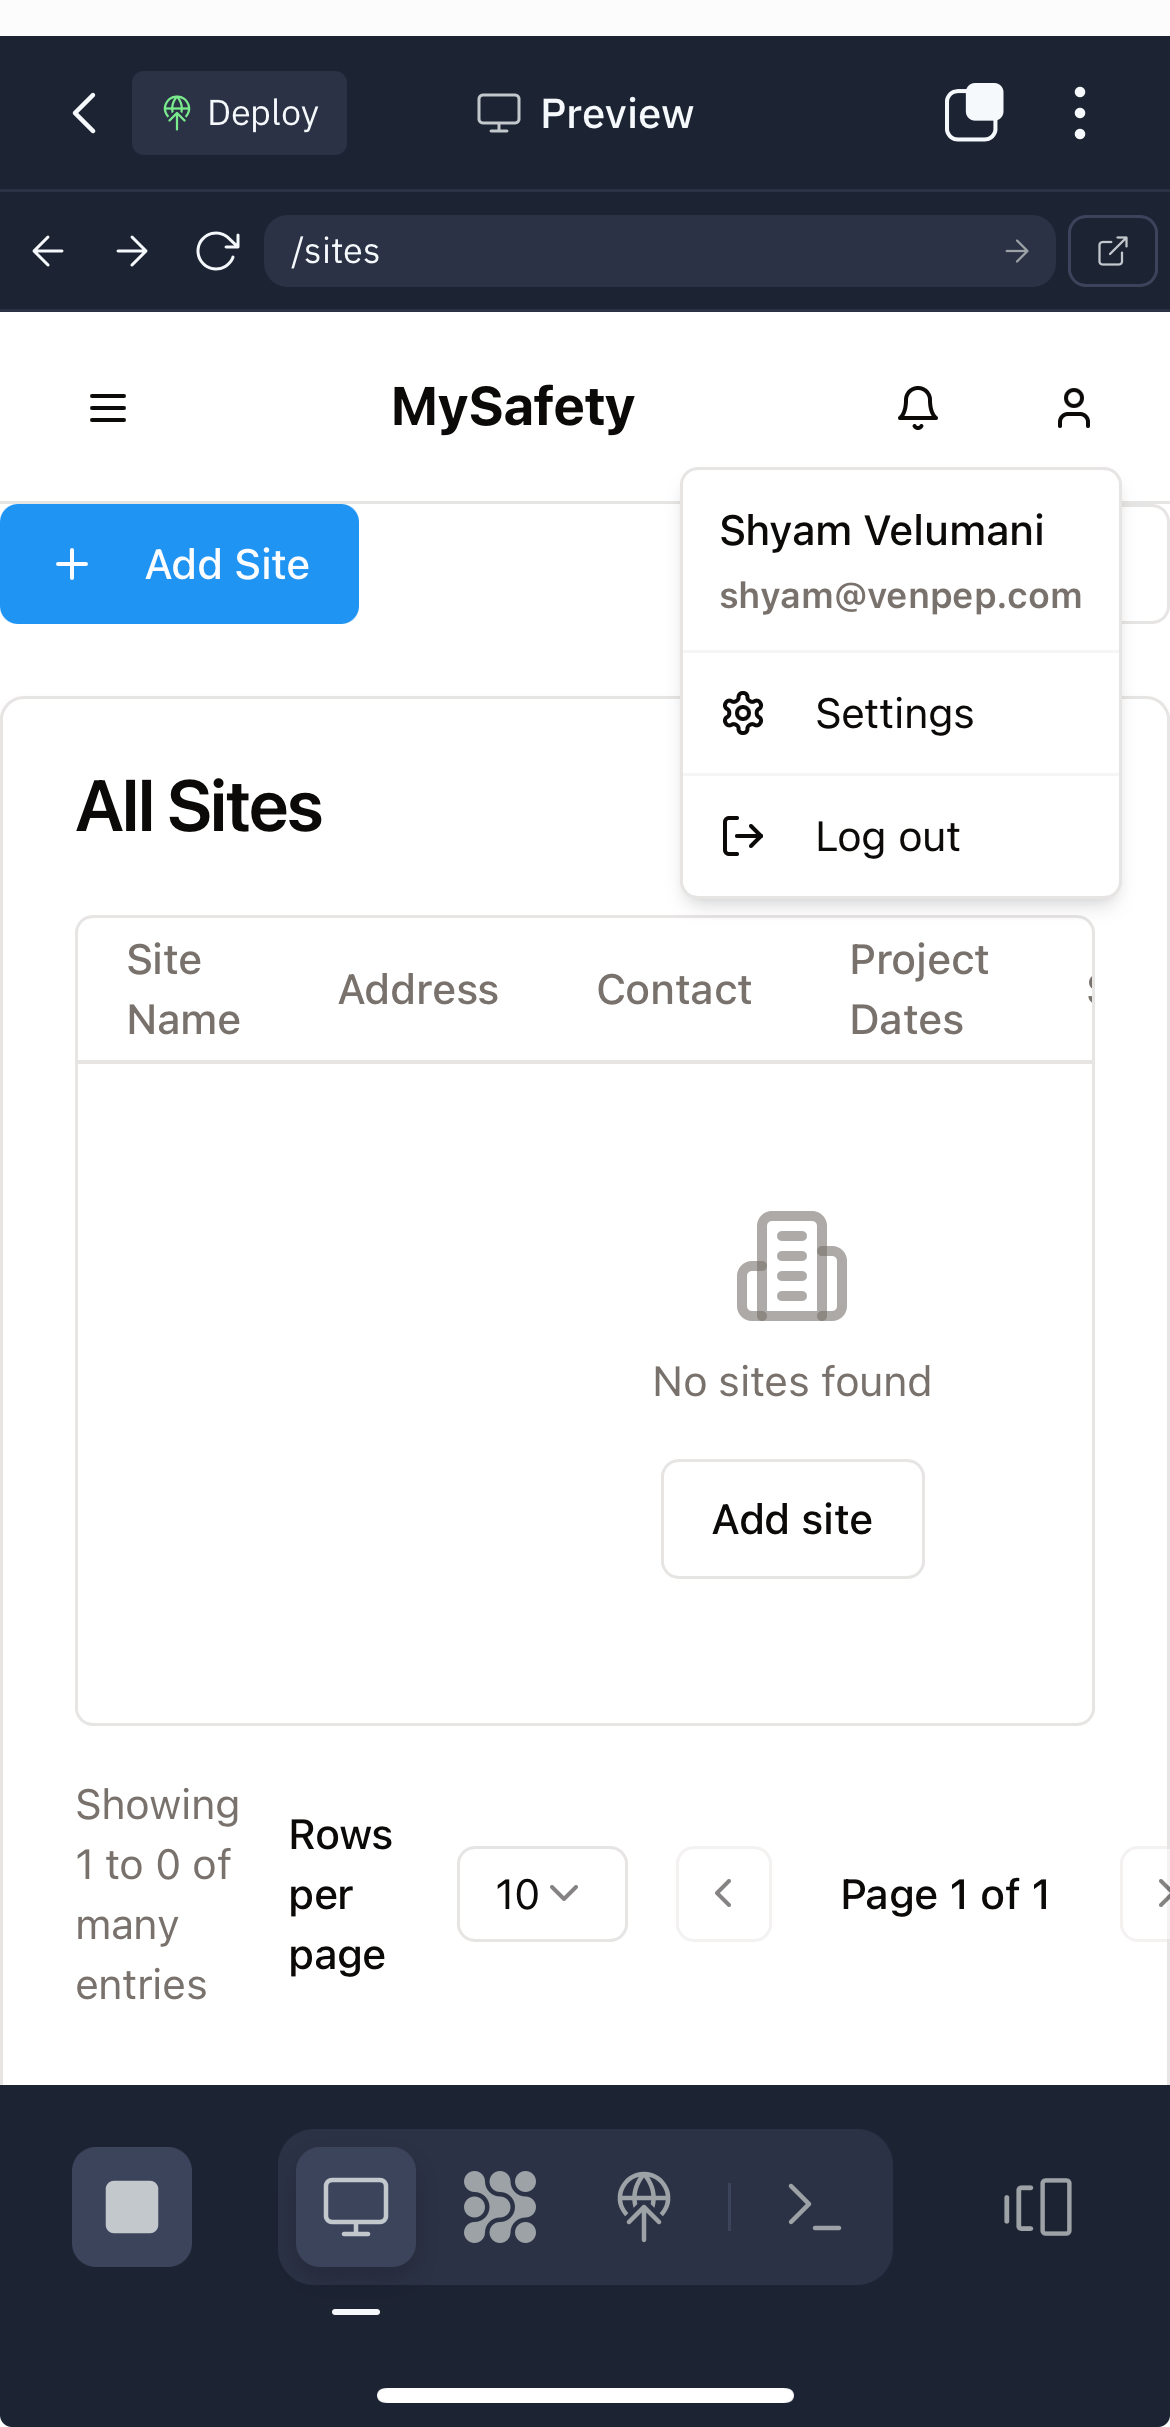 Deploy
Preview
/sites
MySafety
Add Site
Shyam Velumani
shyam@venpep.com
Settings
Log out
All Sites
Site Name
Address
Contact
Project Dates
No sites found
Add site
Showing
1 to 0 of
many
entries
Rows
per
page
10
Page 1 of 1